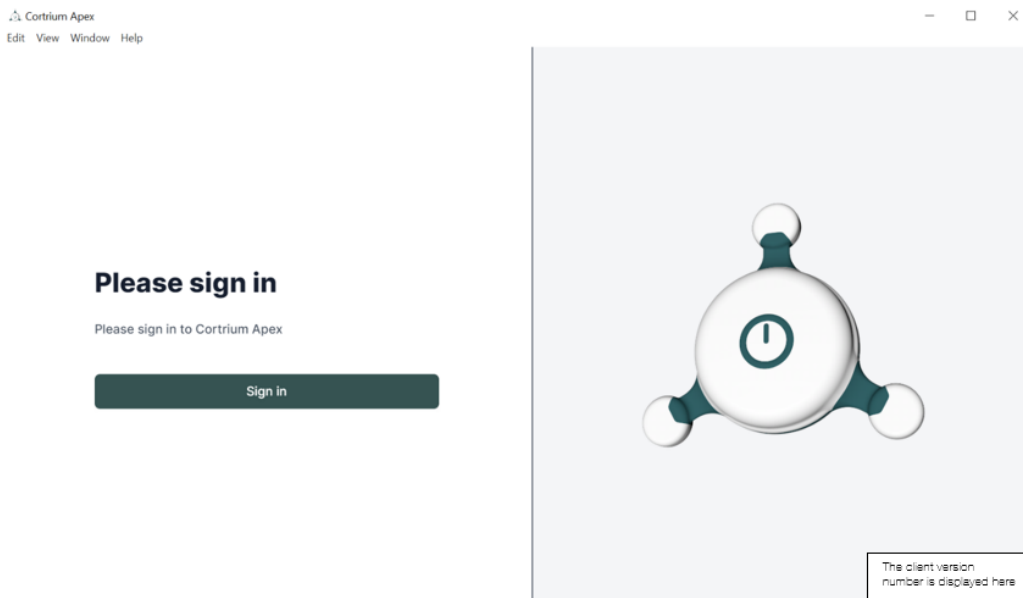 Cortrium Apex
Edit View Window Help
Please sign in
Please sign in to Cortrium Apex
Sign in
The client version
number is displayed here